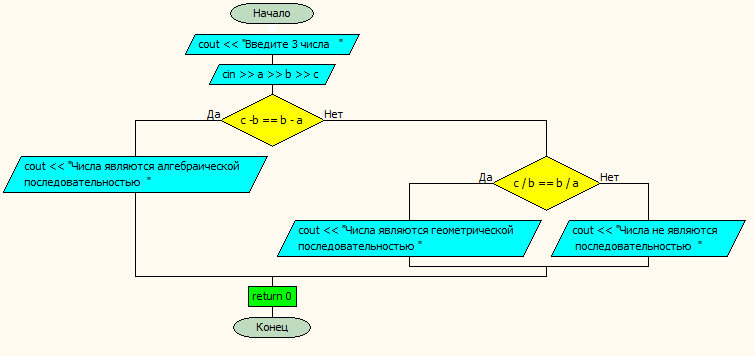 Начало
cout << "Введите 3 числа   "
cin >> a >> b >> c
Да
c -b == b - a
Нет
cout << "Числа являются алгебраической
последовательностью  "
Да
c / b == b / a
Нет
cout << "Числа являются геометрической
последовательностью "
cout << "Числа не являются
последовательностью  "
return 0
Конец